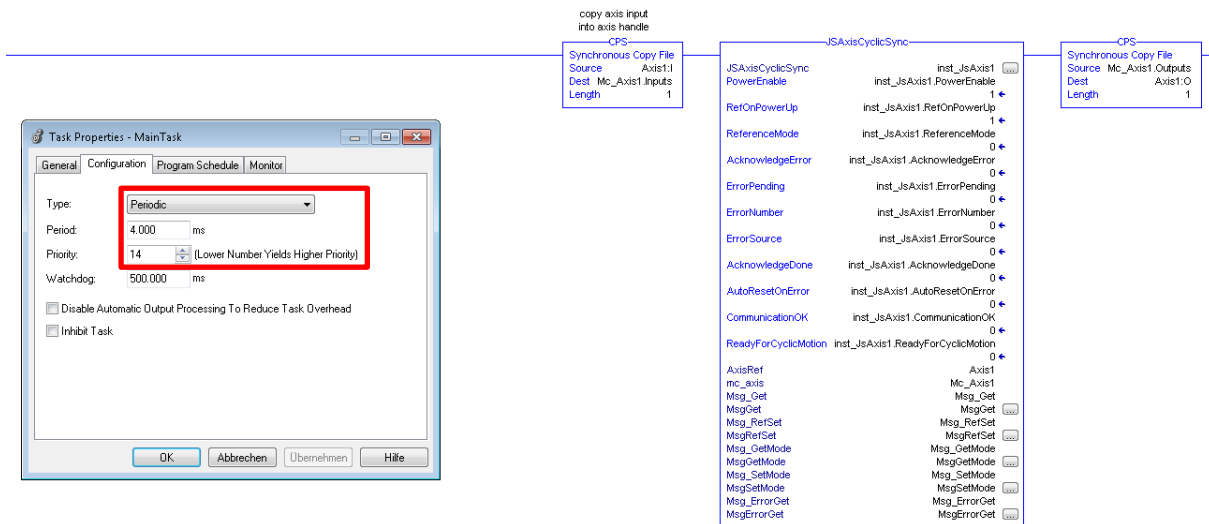 copy axis input
into axis handle
CPS
Synchronous Copy File
Source Axis1:I
Dest Mc_Axis1.Inputs
Length 1
JSAxisCyclicSync
JSAxisCyclicSync inst_JsAxis1 ...
PowerEnable inst_JsAxis1.PowerEnable
1
RefOnPowerUp inst_JsAxis1.RefOnPowerUp
1
ReferenceMode inst_JsAxis1.ReferenceMode
0
AcknowledgeError inst_JsAxis1.AcknowledgeError
0
ErrorPending inst_JsAxis1.ErrorPending
0
ErrorNumber inst_JsAxis1.ErrorNumber
0
ErrorSource inst_JsAxis1.ErrorSource
0
AcknowledgeDone inst_JsAxis1.AcknowledgeDone
0
AutoResetOnError inst_JsAxis1.AutoResetOnError
0
CommunicationOK inst_JsAxis1.CommunicationOK
0
ReadyForCyclicMotion inst_JsAxis1.ReadyForCyclicMotion
0
AxisRef Axis1
mc_axis Mc_Axis1
Msg_Get Msg_Get
MsgGet MsgGet ...
Msg_RefSet Msg_RefSet
MsgRefSet MsgRefSet ...
Msg_GetMode Msg_GetMode
MsgGetMode MsgGetMode ...
Msg_SetMode Msg_SetMode
MsgSetMode MsgSetMode ...
Msg_ErrorGet Msg_ErrorGet
MsgErrorGet MsgErrorGet ...
CPS
Synchronous Copy File
Source Mc_Axis1.Outputs
Dest Axis1:O
Length 1
Task Properties - MainTask
General Configuration Program Schedule Monitor
Type: Periodic
Period: 4.000 ms
Priority: 14 (Lower Number Yields Higher Priority)
Watchdog: 500.000 ms
Disable Automatic Output Processing To Reduce Task Overhead
Inhibit Task
OK Abbrechen Übernehmen Hilfe